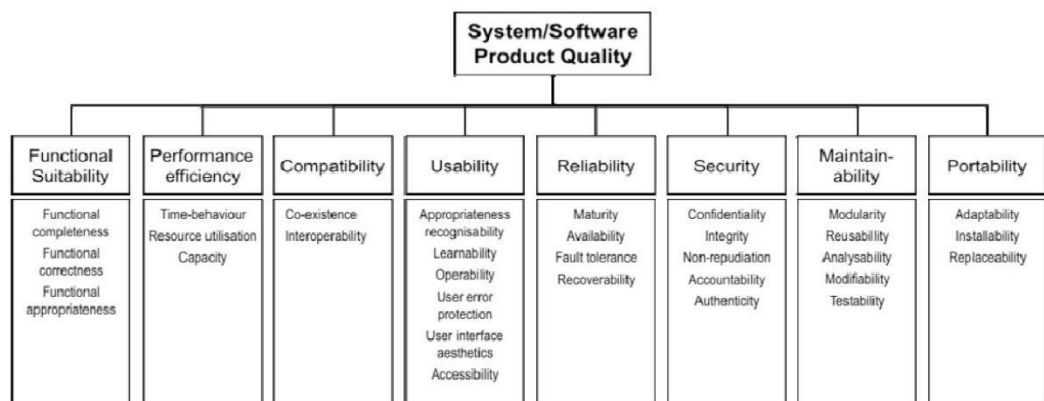 System/Software
Product Quality
Functional
Suitability
Performance
efficiency
Compatibility
Usability
Reliability
Security
Maintain-
ability
Portability
Functional
completeness
Functional
correctness
Functional
appropriateness
Time-behaviour
Resource utilisation
Capacity
Co-existence
Interoperability
Appropriateness
recognisability
Learnability
Operability
User error
protection
User interface
aesthetics
Accessibility
Maturity
Availability
Fault tolerance
Recoverability
Confidentiality
Integrity
Non-repudiation
Accountability
Authenticity
Modularity
Reusability
Analysability
Modifiability
Testability
Adaptability
Installability
Replaceability